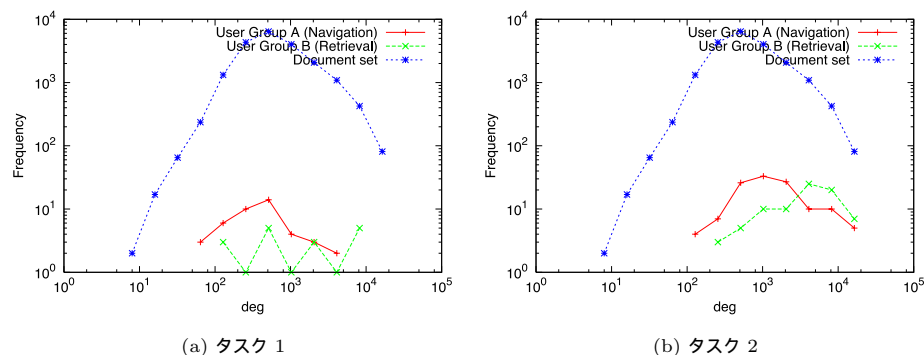 10^4
10^3
10^2
10^1
10^0
Frequency
User Group A (Navigation)
User Group B (Retrieval)
Document set
10^0 10^1 10^2 10^3 10^4 10^5
deg
(a) タスク 1
10^4
10^3
10^2
10^1
10^0
Frequency
User Group A (Navigation)
User Group B (Retrieval)
Document set
10^0 10^1 10^2 10^3 10^4 10^5
deg
(b) タスク 2